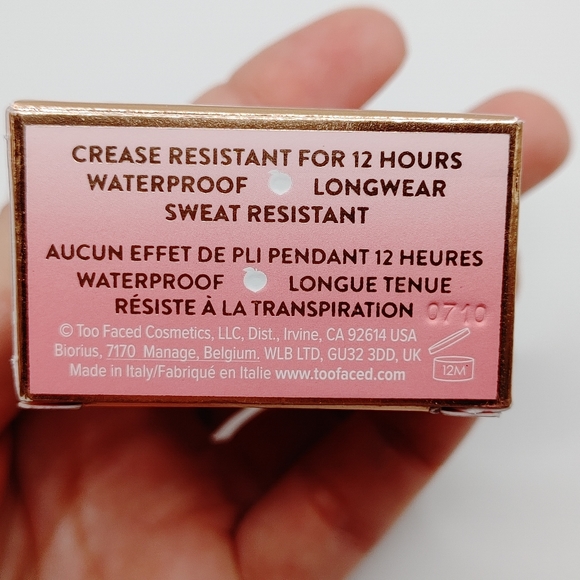 CREASE RESISTANT FOR 12 HOURS
WATERPROOF LONGWEAR
SWEAT RESISTANT
AUCUN EFFET DE PLI PENDANT 12 HEURES
WATERPROOF LONGUE TENUE
RÉSISTE À LA TRANSPIRATION 0710
© Too Faced Cosmetics, LLC, Dist., Irvine, CA 92614 USA
Biorius, 7170 Manage, Belgium. WLB LTD, GU32 3DD, UK
Made in Italy/Fabriqué en Italie www.toofaced.com
12M